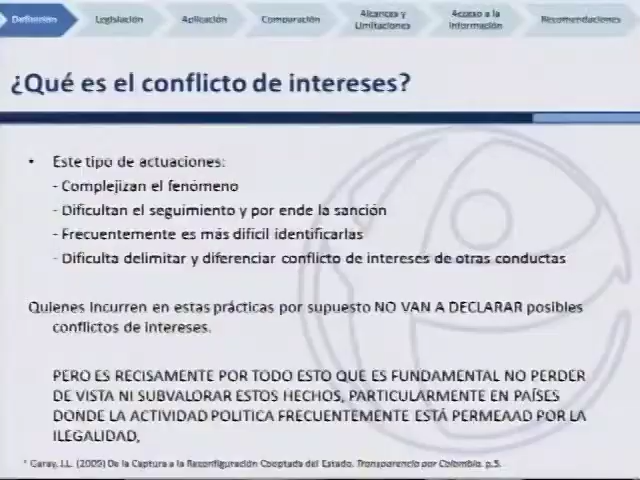 Definición
Legislación
Aplicación
Comparación
Alcances y
Limitaciones
Acceso a la
Información
Recomendaciones
¿Qué es el conflicto de intereses?
• Este tipo de actuaciones:
- Complejizan el fenómeno
- Dificultan el seguimiento y por ende la sanción
- Frecuentemente es más difícil identificarlas
- Dificulta delimitar y diferenciar conflicto de intereses de otras conductas
Quienes incurren en estas prácticas por supuesto NO VAN A DECLARAR posibles
conflictos de intereses.
PERO ES RECISAMENTE POR TODO ESTO QUE ES FUNDAMENTAL NO PERDER
DE VISTA NI SUBVALORAR ESTOS HECHOS, PARTICULARMENTE EN PAÍSES
DONDE LA ACTIVIDAD POLITICA FRECUENTEMENTE ESTÁ PERMEAAD POR LA
ILEGALIDAD,
* Garay, J.L. (2009) De la Captura a la Reconfiguración Cooptada del Estado. Transparencia por Colombia. p.5.